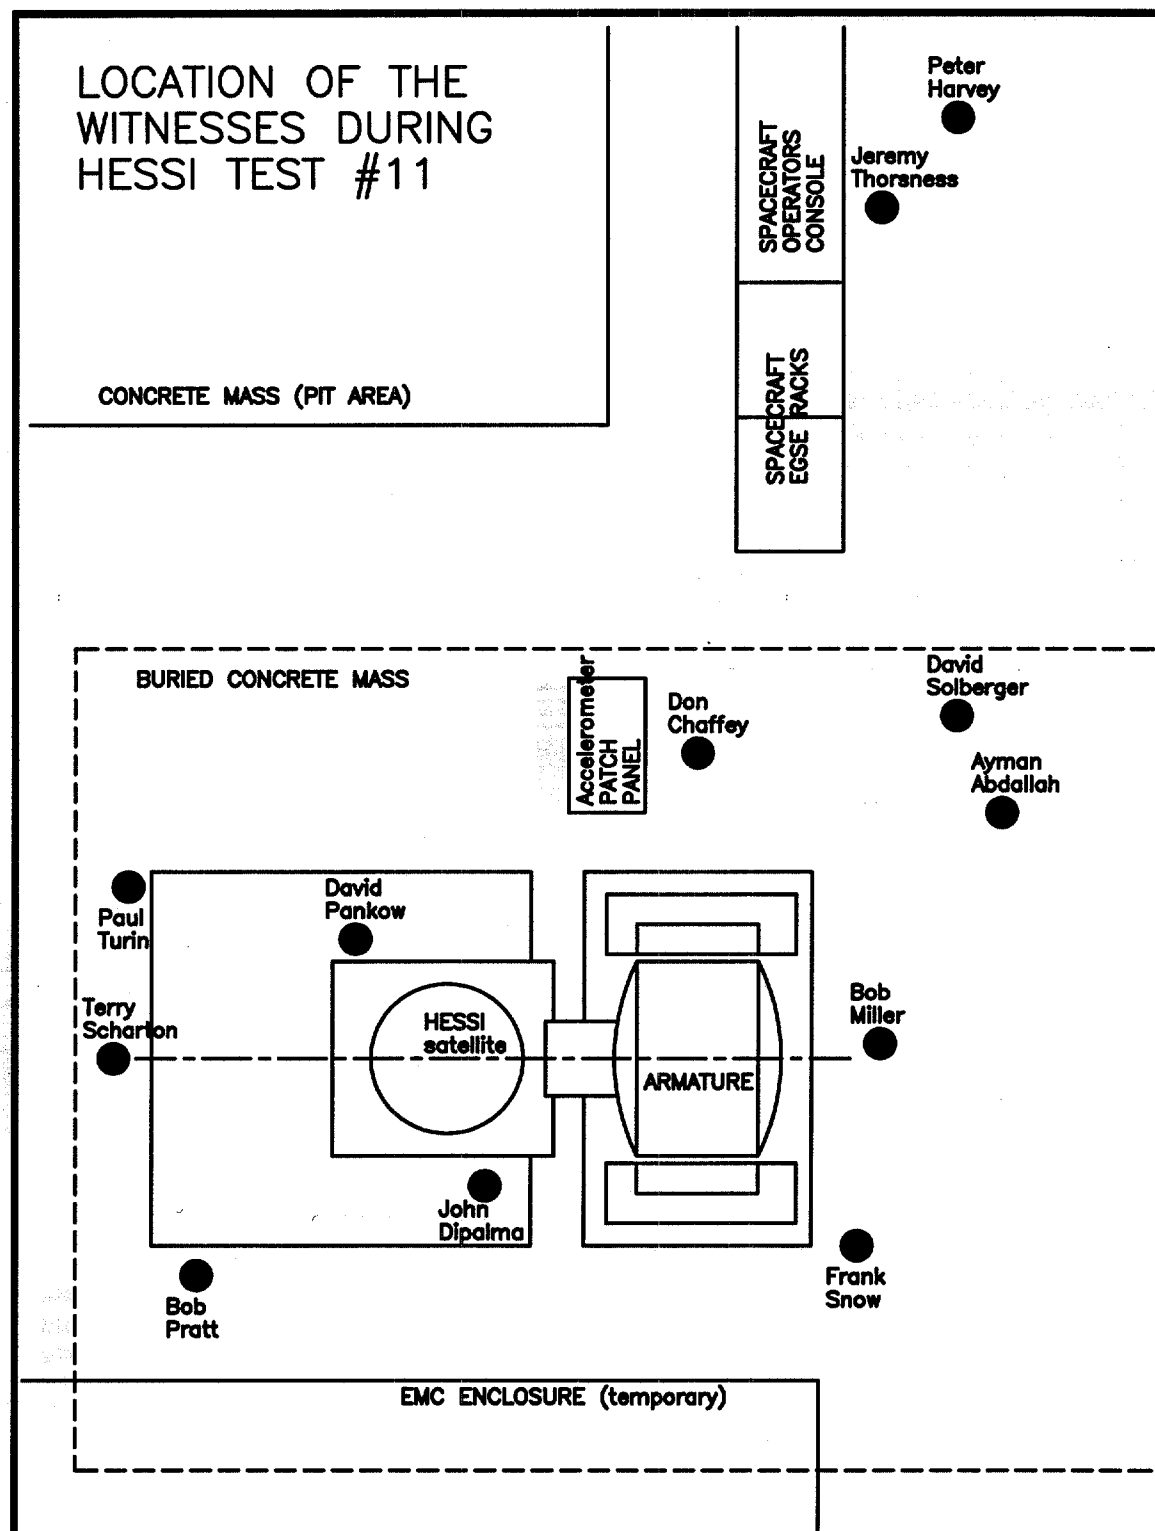 LOCATION OF THE
WITNESSES DURING
HESSI TEST #11
Peter
Harvey
Jeremy
Thorsness
SPACECRAFT
OPERATORS
CONSOLE
SPACECRAFT
EGSE RACKS
CONCRETE MASS (PIT AREA)
BURIED CONCRETE MASS
Accelerometer
PATCH
PANEL
Don
Chaffey
David
Solberger
Ayman
Abdallah
Paul
Turin
David
Pankow
Terry
Scharton
HESSI
satellite
ARMATURE
Bob
Miller
John
Dipalma
Frank
Snow
Bob
Pratt
EMC ENCLOSURE (temporary)